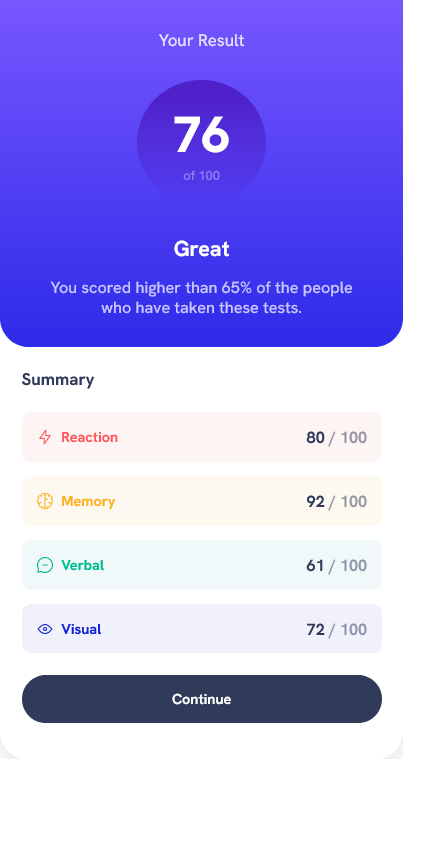 Your Result
76
of 100
Great
You scored higher than 65% of the people
who have taken these tests.
Summary
Reaction 80 / 100
Memory 92 / 100
Verbal 61 / 100
Visual 72 / 100
Continue